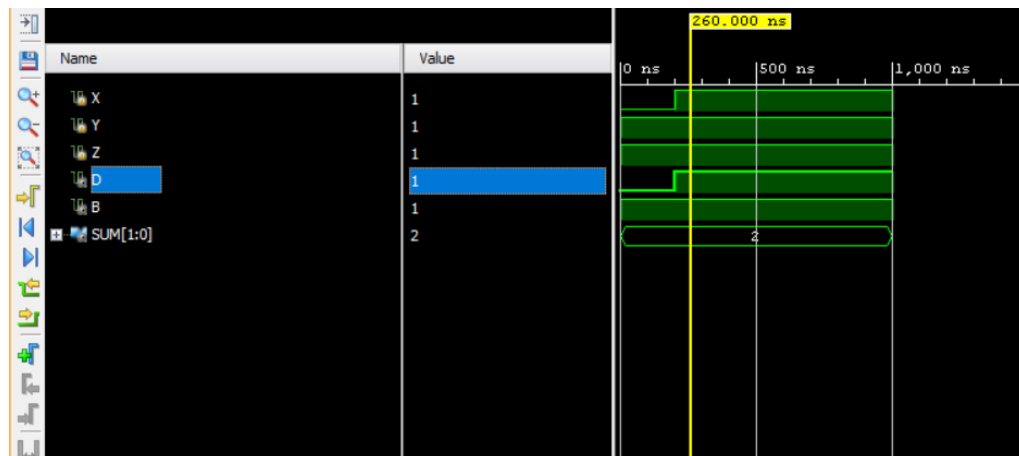 260.000 ns
Name Value
0 ns 500 ns 1,000 ns
X 1
Y 1
Z 1
D 1
B 1
SUM[1:0] 2 2